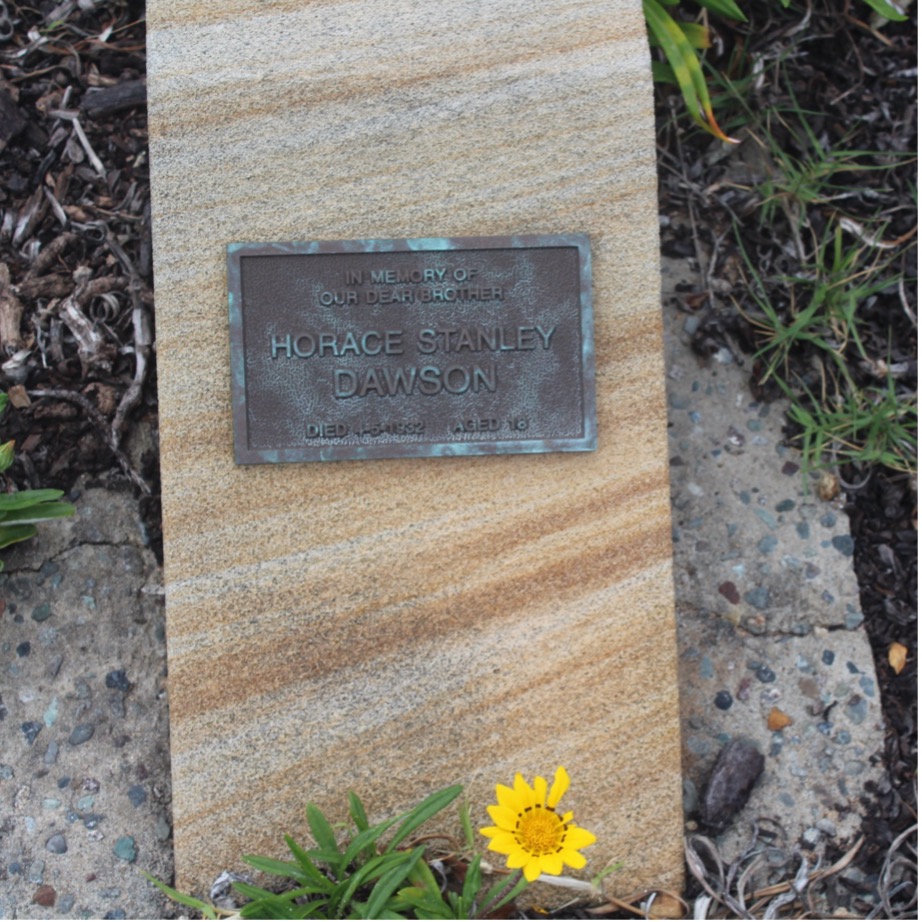 IN MEMORY OF
OUR DEAR BROTHER
HORACE STANLEY
DAWSON
DIED 4-5-1932 AGED 18